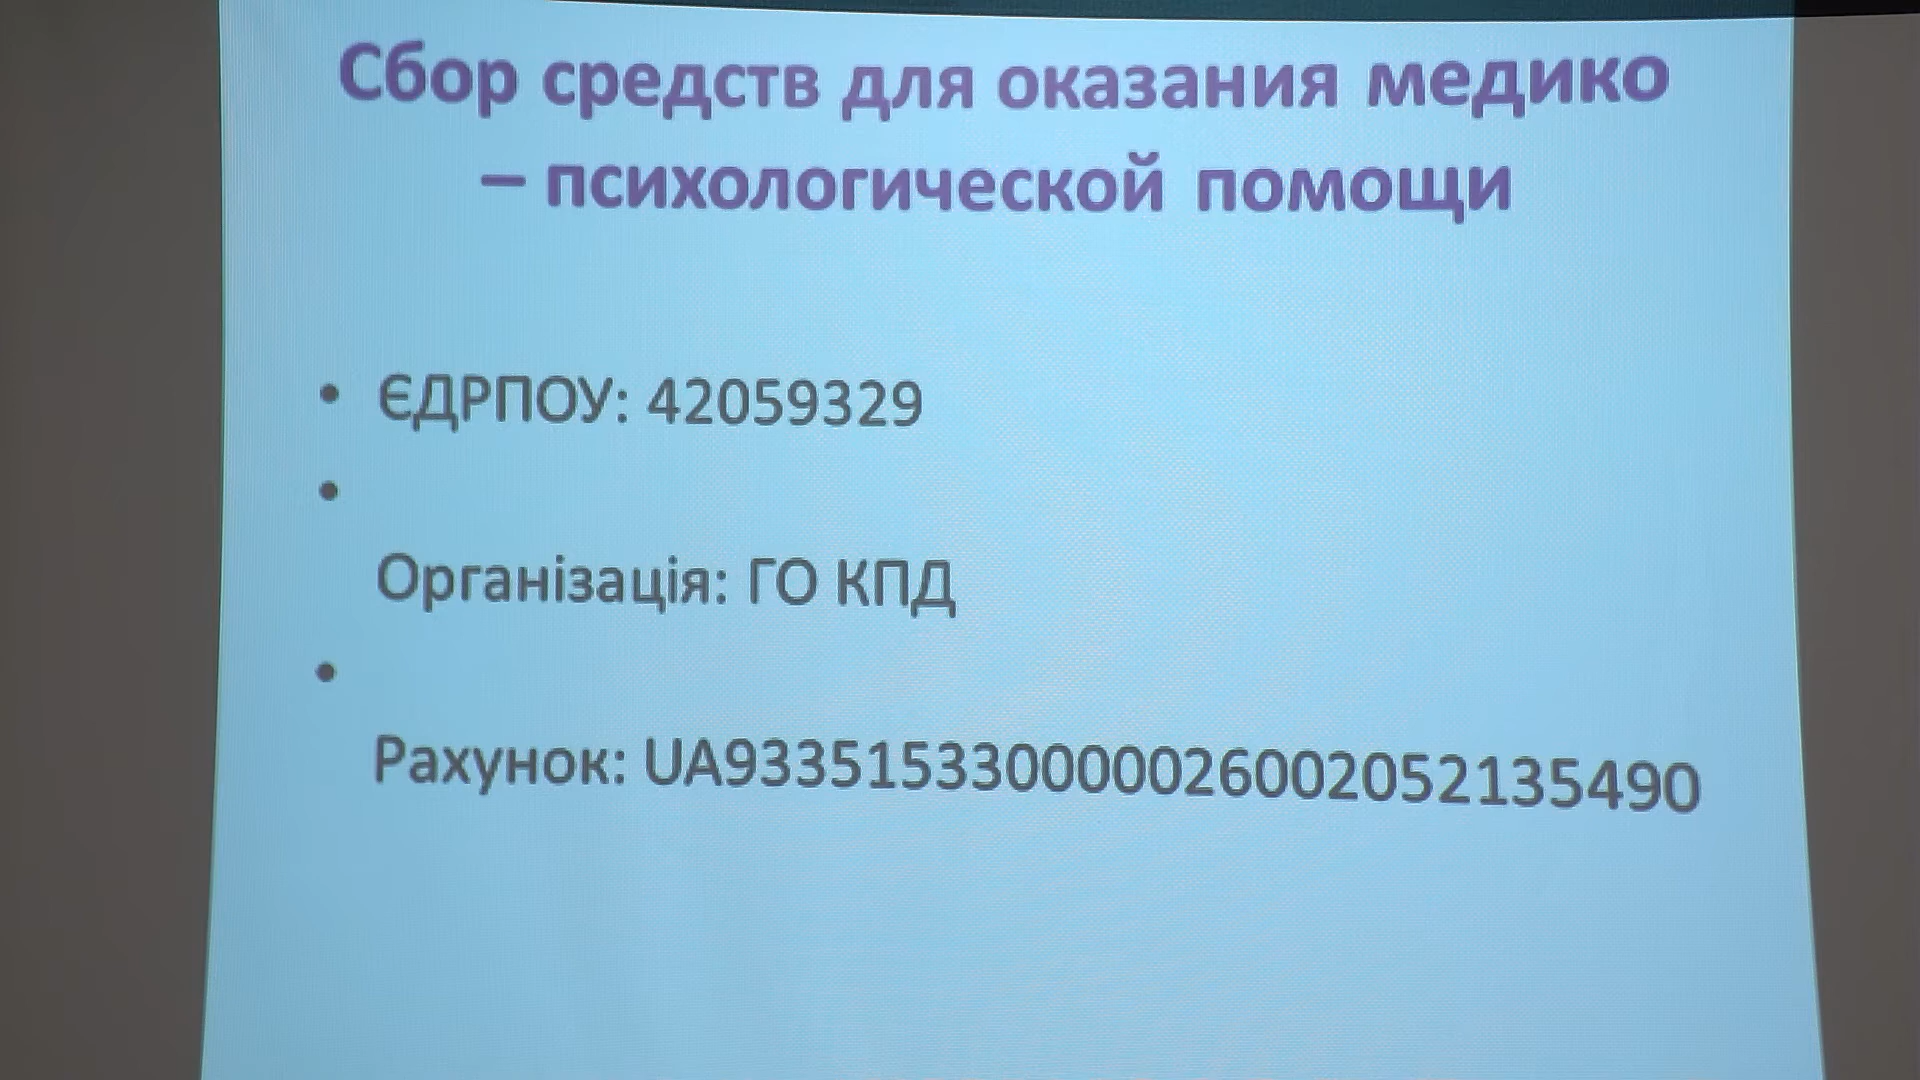 Сбор средств для оказания медико
– психологической помощи
• ЄДРПОУ: 42059329
•
Організація: ГО КПД
•
Рахунок: UA933515330000026002052135490